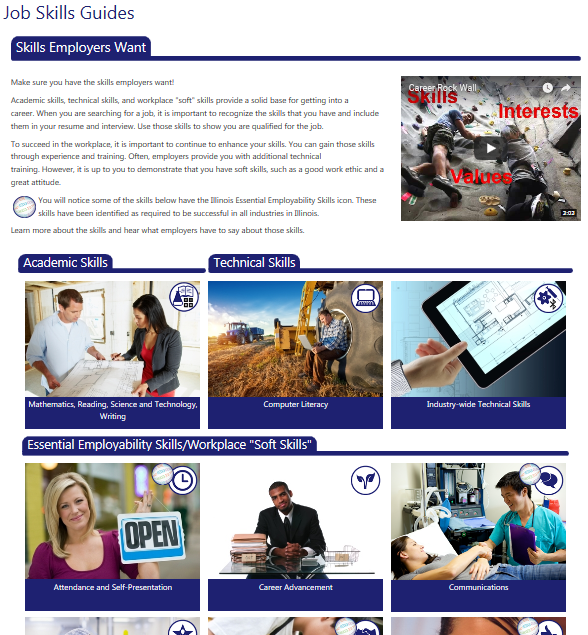 Job Skills Guides
Skills Employers Want
Make sure you have the skills employers want!
Academic skills, technical skills, and workplace "soft" skills provide a solid base for getting into a
career. When you are searching for a job, it is important to recognize the skills that you have and include
them in your resume and interview. Use those skills to show you are qualified for the job.
To succeed in the workplace, it is important to continue to enhance your skills. You can gain those skills
through experience and training. Often, employers provide you with additional technical
training. However, it is up to you to demonstrate that you have soft skills, such as a good work ethic and a
great attitude.
You will notice some of the skills below have the Illinois Essential Employability Skills icon. These
skills have been identified as required to be successful in all industries in Illinois.
Learn more about the skills and hear what employers have to say about those skills.
Career Rock Wall
Skills
Interests
Values
2:02
Academic Skills
Technical Skills
Mathematics, Reading, Science and Technology,
Writing
Computer Literacy
Industry-wide Technical Skills
Essential Employability Skills/Workplace "Soft Skills"
OPEN
Attendance and Self-Presentation
Career Advancement
Communications